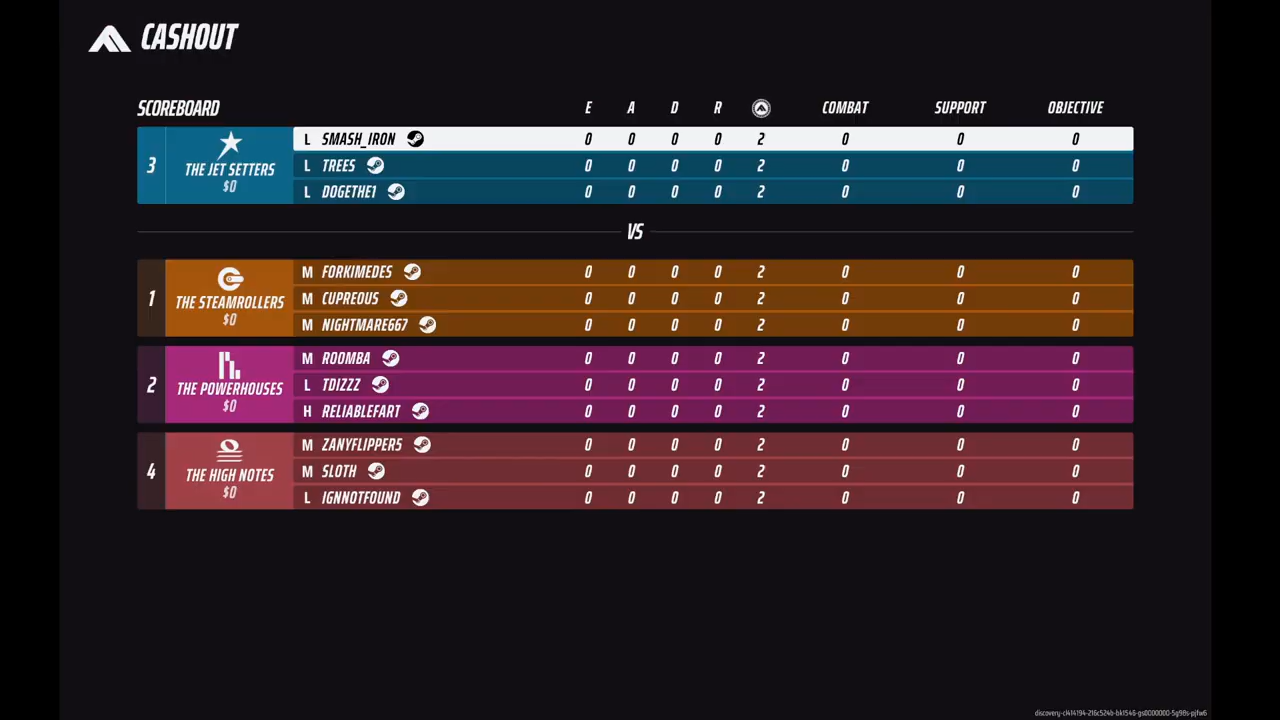 CASHOUT
SCOREBOARD E A D R COMBAT SUPPORT OBJECTIVE
3 THE JET SETTERS $0
L SMASH_IRON 0 0 0 0 2 0 0 0
L TREES 0 0 0 0 2 0 0 0
L DOGETHE1 0 0 0 0 2 0 0 0
VS
1 THE STEAMROLLERS $0
M FORKIMEDES 0 0 0 0 2 0 0 0
M CUPREOUS 0 0 0 0 2 0 0 0
M NIGHTMARE667 0 0 0 0 2 0 0 0
2 THE POWERHOUSES $0
M ROOMBA 0 0 0 0 2 0 0 0
L TDIZZZ 0 0 0 0 2 0 0 0
H RELIABLEFART 0 0 0 0 2 0 0 0
4 THE HIGH NOTES $0
M ZANYFLIPPERS 0 0 0 0 2 0 0 0
M SLOTH 0 0 0 0 2 0 0 0
L IGNNOTFOUND 0 0 0 0 2 0 0 0